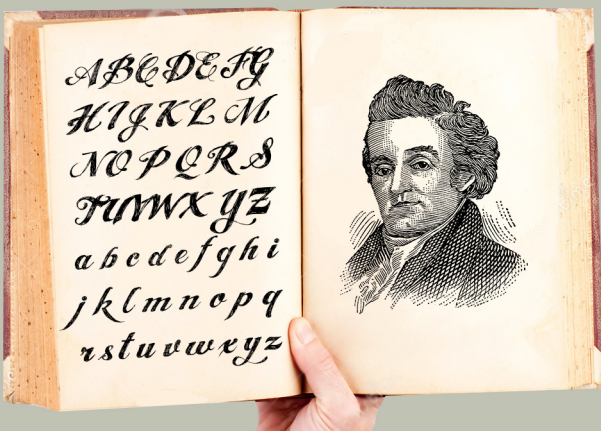 ABCDEFG
HIJKLM
NOPQRS
TUVWXYZ
abcdefghi
jklmnopq
rstuvwxyz